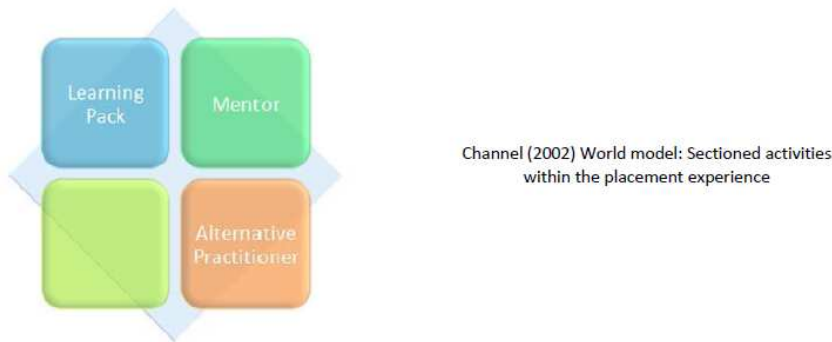 Learning
Pack
Mentor
Alternative
Practitioner
Channel (2002) World model: Sectioned activities
within the placement experience